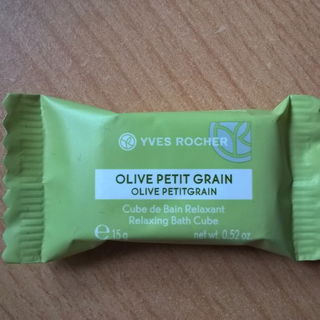 YVES ROCHER
OLIVE PETIT GRAIN
OLIVE PETITGRAIN
Cube de Bain Relaxant
Relaxing Bath Cube
℮ 15 g net wt. 0.52 oz.